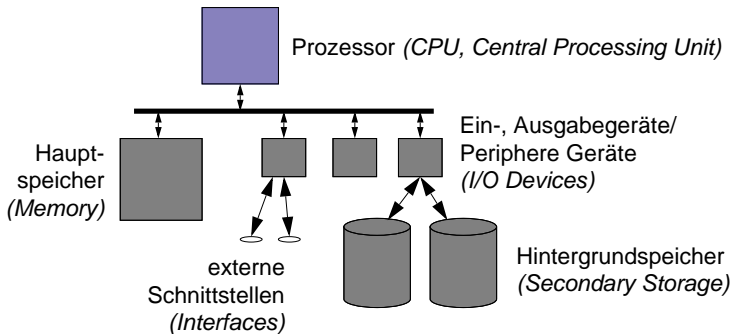 Prozessor (CPU, Central Processing Unit)
Haupt-
speicher
(Memory)
Ein-, Ausgabegeräte/
Periphere Geräte
(I/O Devices)
externe
Schnittstellen
(Interfaces)
Hintergrundspeicher
(Secondary Storage)